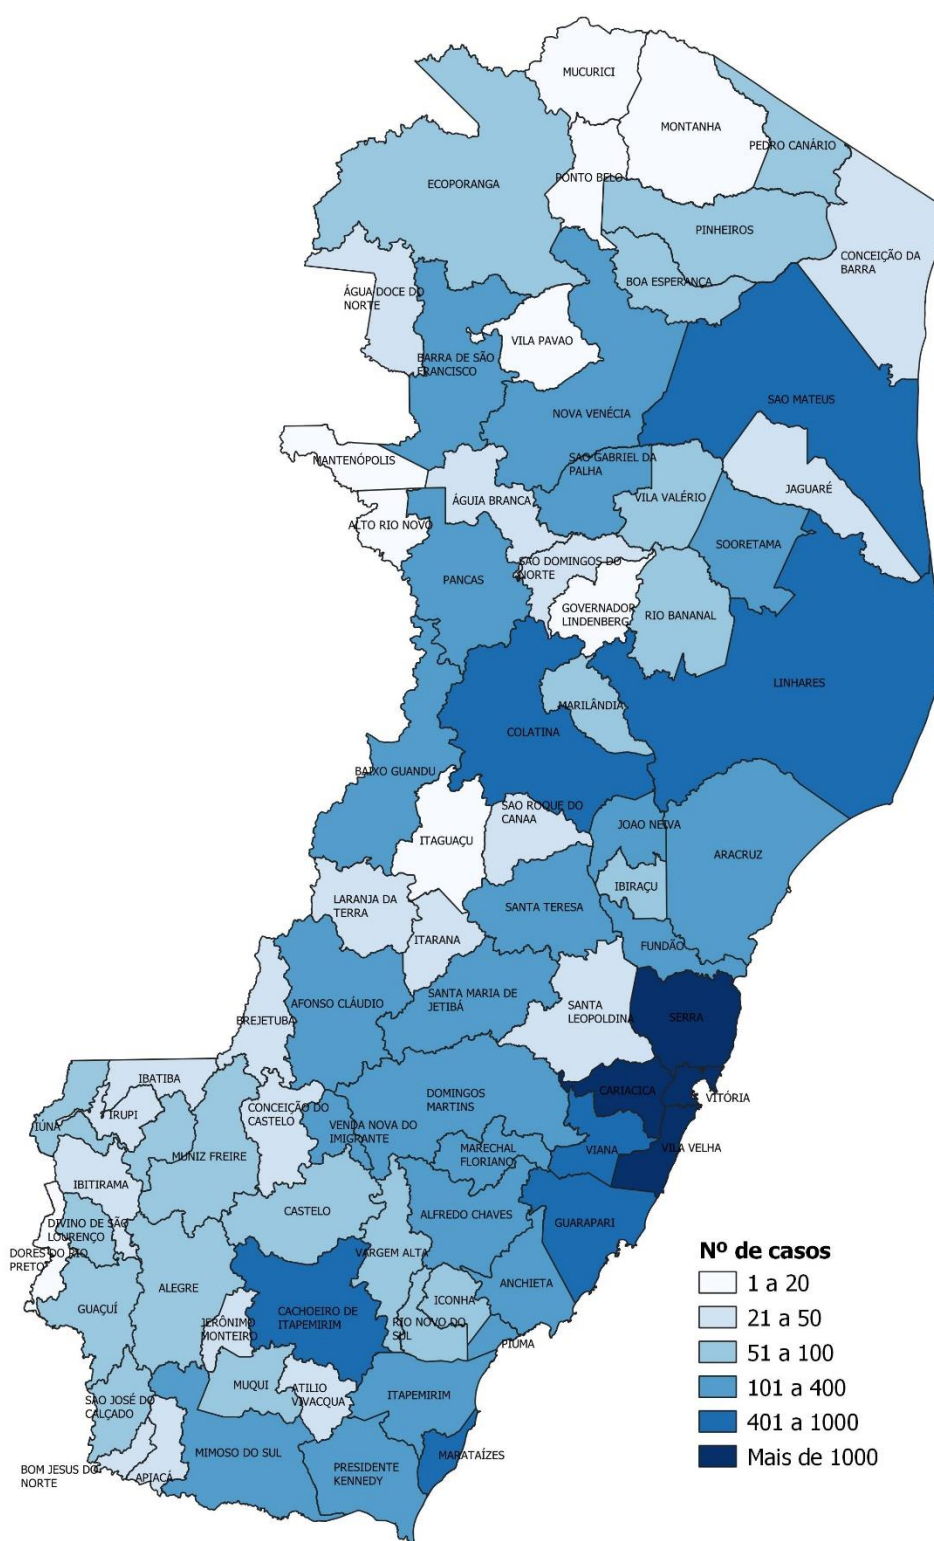 MUCURICI
MONTANHA
PEDRO CANÁRIO
ECOPORANGA
PONTO BELO
PINHEIROS
CONCEIÇÃO DA
BARRA
BOA ESPERANÇA
ÁGUA DOCE DO
NORTE
VILA PAVAO
BARRA DE SÃO
FRANCISCO
SAO MATEUS
NOVA VENÉCIA
MANTENÓPOLIS
SAO GABRIEL DA
PALHA
JAGUARÉ
ÁGUIA BRANCA
VILA VALÉRIO
ALTO RIO NOVO
SOORETAMA
PANCAS
SAO DOMINGOS DO
NORTE
GOVERNADOR
LINDENBERG
RIO BANANAL
LINHARES
MARILÂNDIA
COLATINA
BAIXO GUANDU
SAO ROQUE DO
CANAA
JOAO NEIVA
ITAGUAÇU
ARACRUZ
IBIRAÇU
LARANJA DA
TERRA
SANTA TERESA
ITARANA
FUNDÃO
AFONSO CLÁUDIO
SANTA MARIA DE
JETIBÁ
SANTA
LEOPOLDINA
SERRA
BREJETUBA
IBATIBA
CARIACICA
VITÓRIA
DOMINGOS
MARTINS
IRUPI
CONCEIÇÃO DO
CASTELO
IÚNA
VENDA NOVA DO
IMIGRANTE
MARECHAL
FLORIANO
VIANA
VILA VELHA
MUNIZ FREIRE
IBITIRAMA
CASTELO
ALFREDO CHAVES
GUARAPARI
DIVINO DE SÃO
LOURENÇO
DORES DO RIO
PRETO
VARGEM ALTA
ALEGRE
ANCHIETA
ICONHA
GUAÇUÍ
CACHOEIRO DE
ITAPEMIRIM
JERÔNIMO
MONTEIRO
RIO NOVO DO
SUL
PIÚMA
MUQUI
ATILIO
VIVACQUA
ITAPEMIRIM
SAO JOSÉ DO
CALÇADO
MIMOSO DO SUL
MARATAÍZES
BOM JESUS DO
NORTE
APIACÁ
PRESIDENTE
KENNEDY
Nº de casos
1 a 20
21 a 50
51 a 100
101 a 400
401 a 1000
Mais de 1000